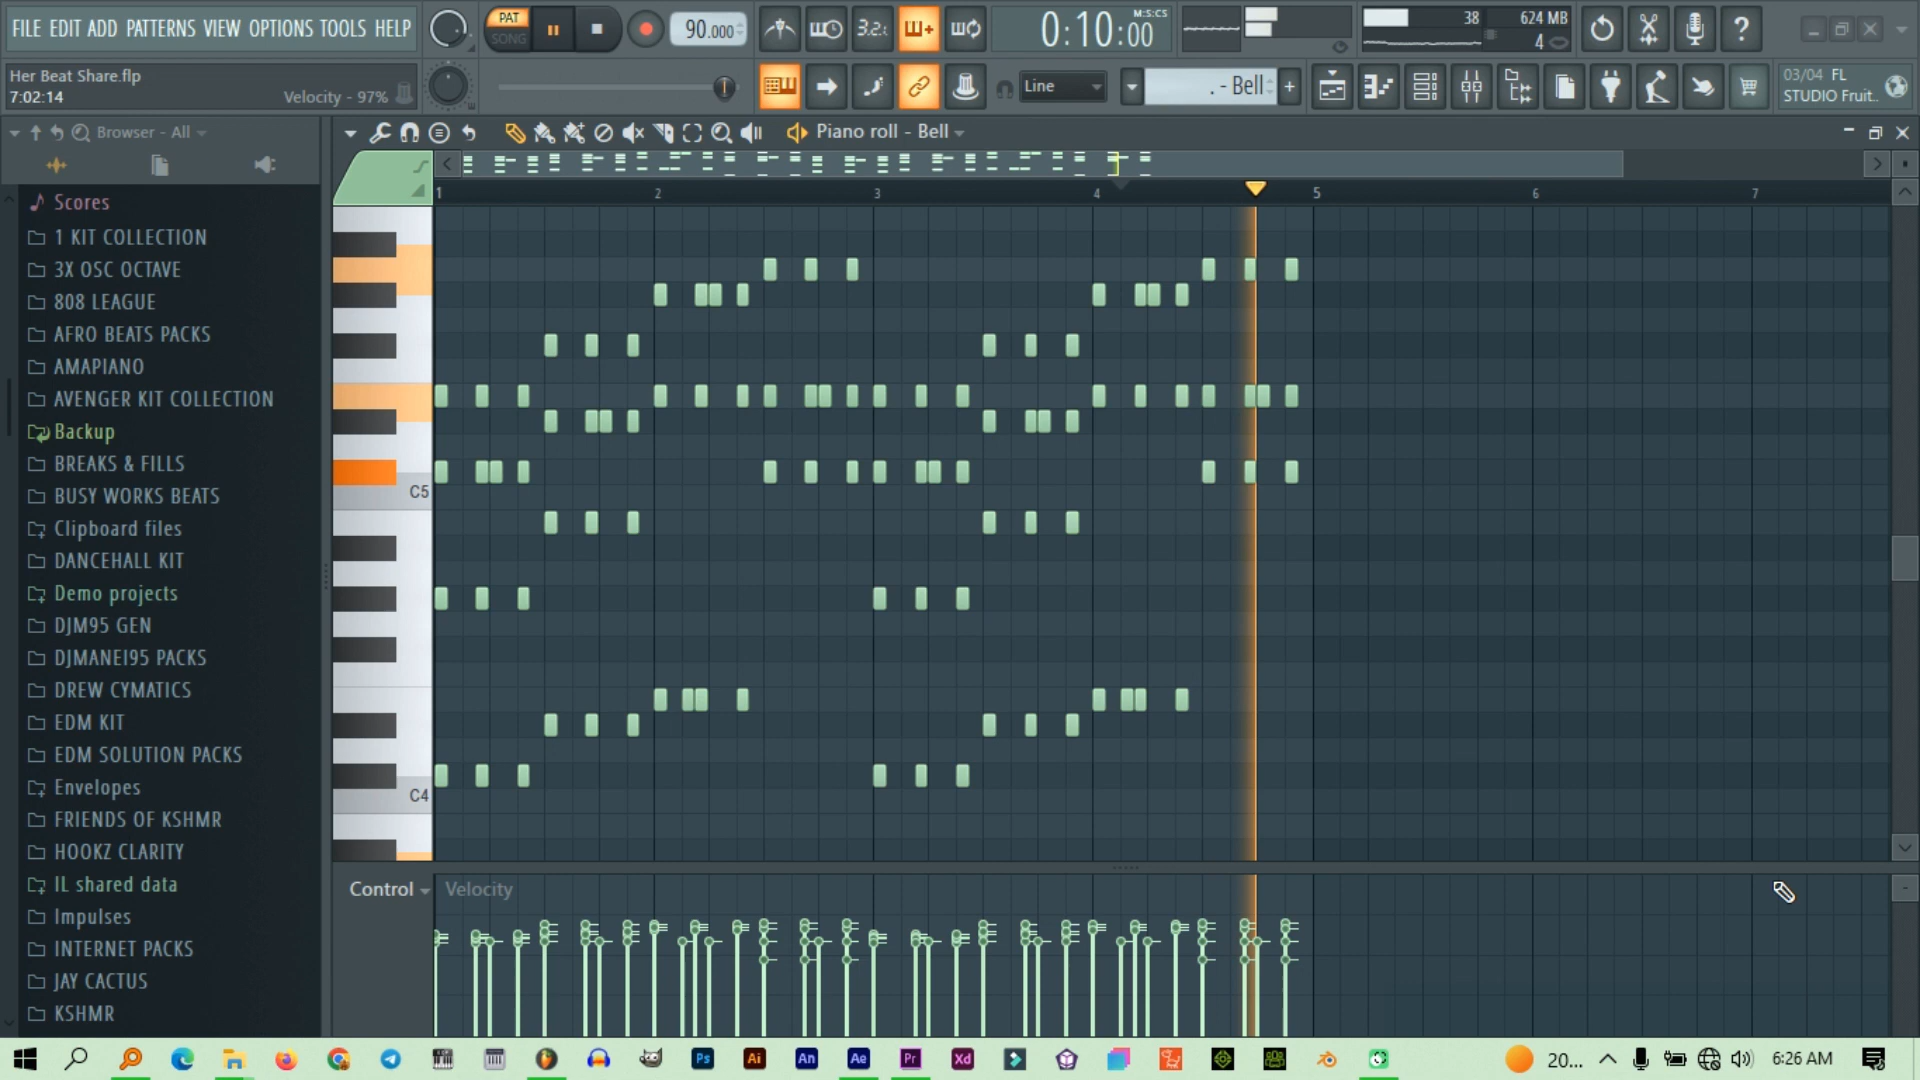 FILE EDIT ADD PATTERNS VIEW OPTIONS TOOLS HELP
PAT
SONG
90.000
3.2.
0:10:00
M:S:CS
38
624 MB
4
?
Her Beat Share.flp
7:02:14
Velocity - 97%
Line
. - Bell
+
03/04 FL
STUDIO Fruit..
Browser - All
Piano roll - Bell
1
2
3
4
5
6
7
Scores
1 KIT COLLECTION
3X OSC OCTAVE
808 LEAGUE
AFRO BEATS PACKS
AMAPIANO
AVENGER KIT COLLECTION
Backup
BREAKS & FILLS
BUSY WORKS BEATS
Clipboard files
DANCEHALL KIT
Demo projects
DJM95 GEN
DJMANEI95 PACKS
DREW CYMATICS
EDM KIT
EDM SOLUTION PACKS
Envelopes
FRIENDS OF KSHMR
HOOKZ CLARITY
IL shared data
Impulses
INTERNET PACKS
JAY CACTUS
KSHMR
C5
C4
Control
Velocity
Ps
Ai
An
Ae
Pr
Xd
20...
6:26 AM